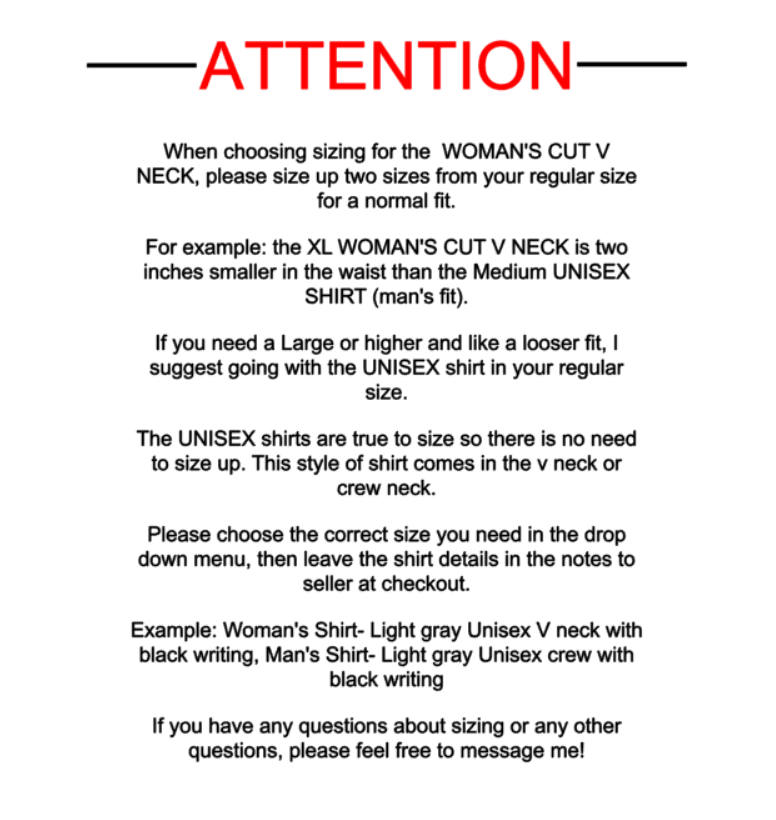 ATTENTION
When choosing sizing for the  WOMAN'S CUT V
NECK, please size up two sizes from your regular size
for a normal fit.
For example: the XL WOMAN'S CUT V NECK is two
inches smaller in the waist than the Medium UNISEX
SHIRT (man's fit).
If you need a Large or higher and like a looser fit, I
suggest going with the UNISEX shirt in your regular
size.
The UNISEX shirts are true to size so there is no need
to size up. This style of shirt comes in the v neck or
crew neck.
Please choose the correct size you need in the drop
down menu, then leave the shirt details in the notes to
seller at checkout.
Example: Woman's Shirt- Light gray Unisex V neck with
black writing, Man's Shirt- Light gray Unisex crew with
black writing
If you have any questions about sizing or any other
questions, please feel free to message me!